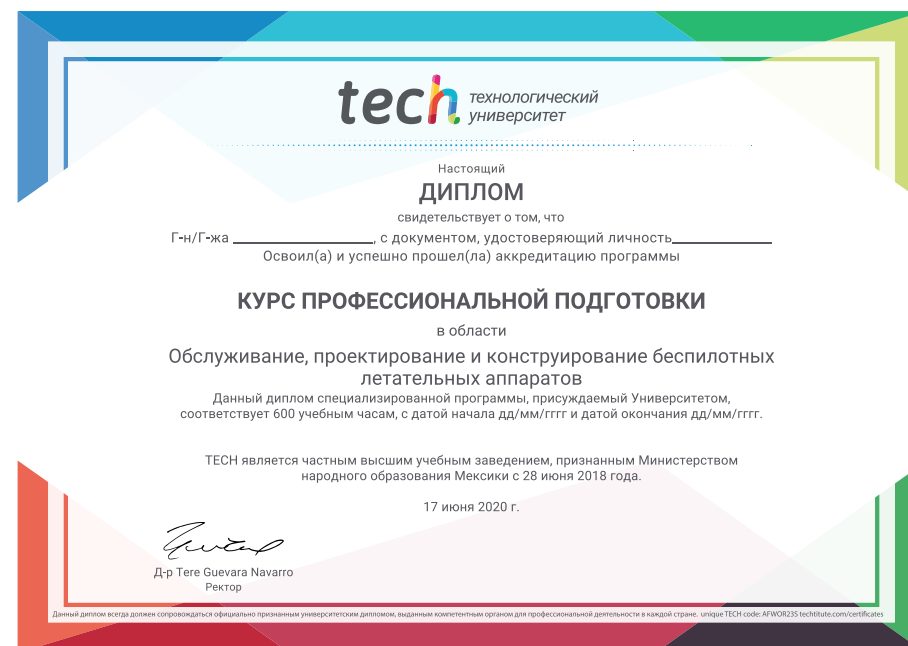 tech технологический
университет
Настоящий
ДИПЛОМ
свидетельствует о том, что
Г-н/Г-жа ____________________, с документом, удостоверяющий личность______________
Освоил(а) и успешно прошел(ла) аккредитацию программы
КУРС ПРОФЕССИОНАЛЬНОЙ ПОДГОТОВКИ
в области
Обслуживание, проектирование и конструирование беспилотных
летательных аппаратов
Данный диплом специализированной программы, присуждаемый Университетом,
соответствует 600 учебным часам, с датой начала дд/мм/гггг и датой окончания дд/мм/гггг.
TECH является частным высшим учебным заведением, признанным Министерством
народного образования Мексики с 28 июня 2018 года.
17 июня 2020 г.
Д-р Tere Guevara Navarro
Ректор
Данный диплом всегда должен сопровождаться официально признанным университетским дипломом, выданным компетентным органом для профессиональной деятельности в каждой стране. unique TECH code: AFWOR23S techtitute.com/certificates